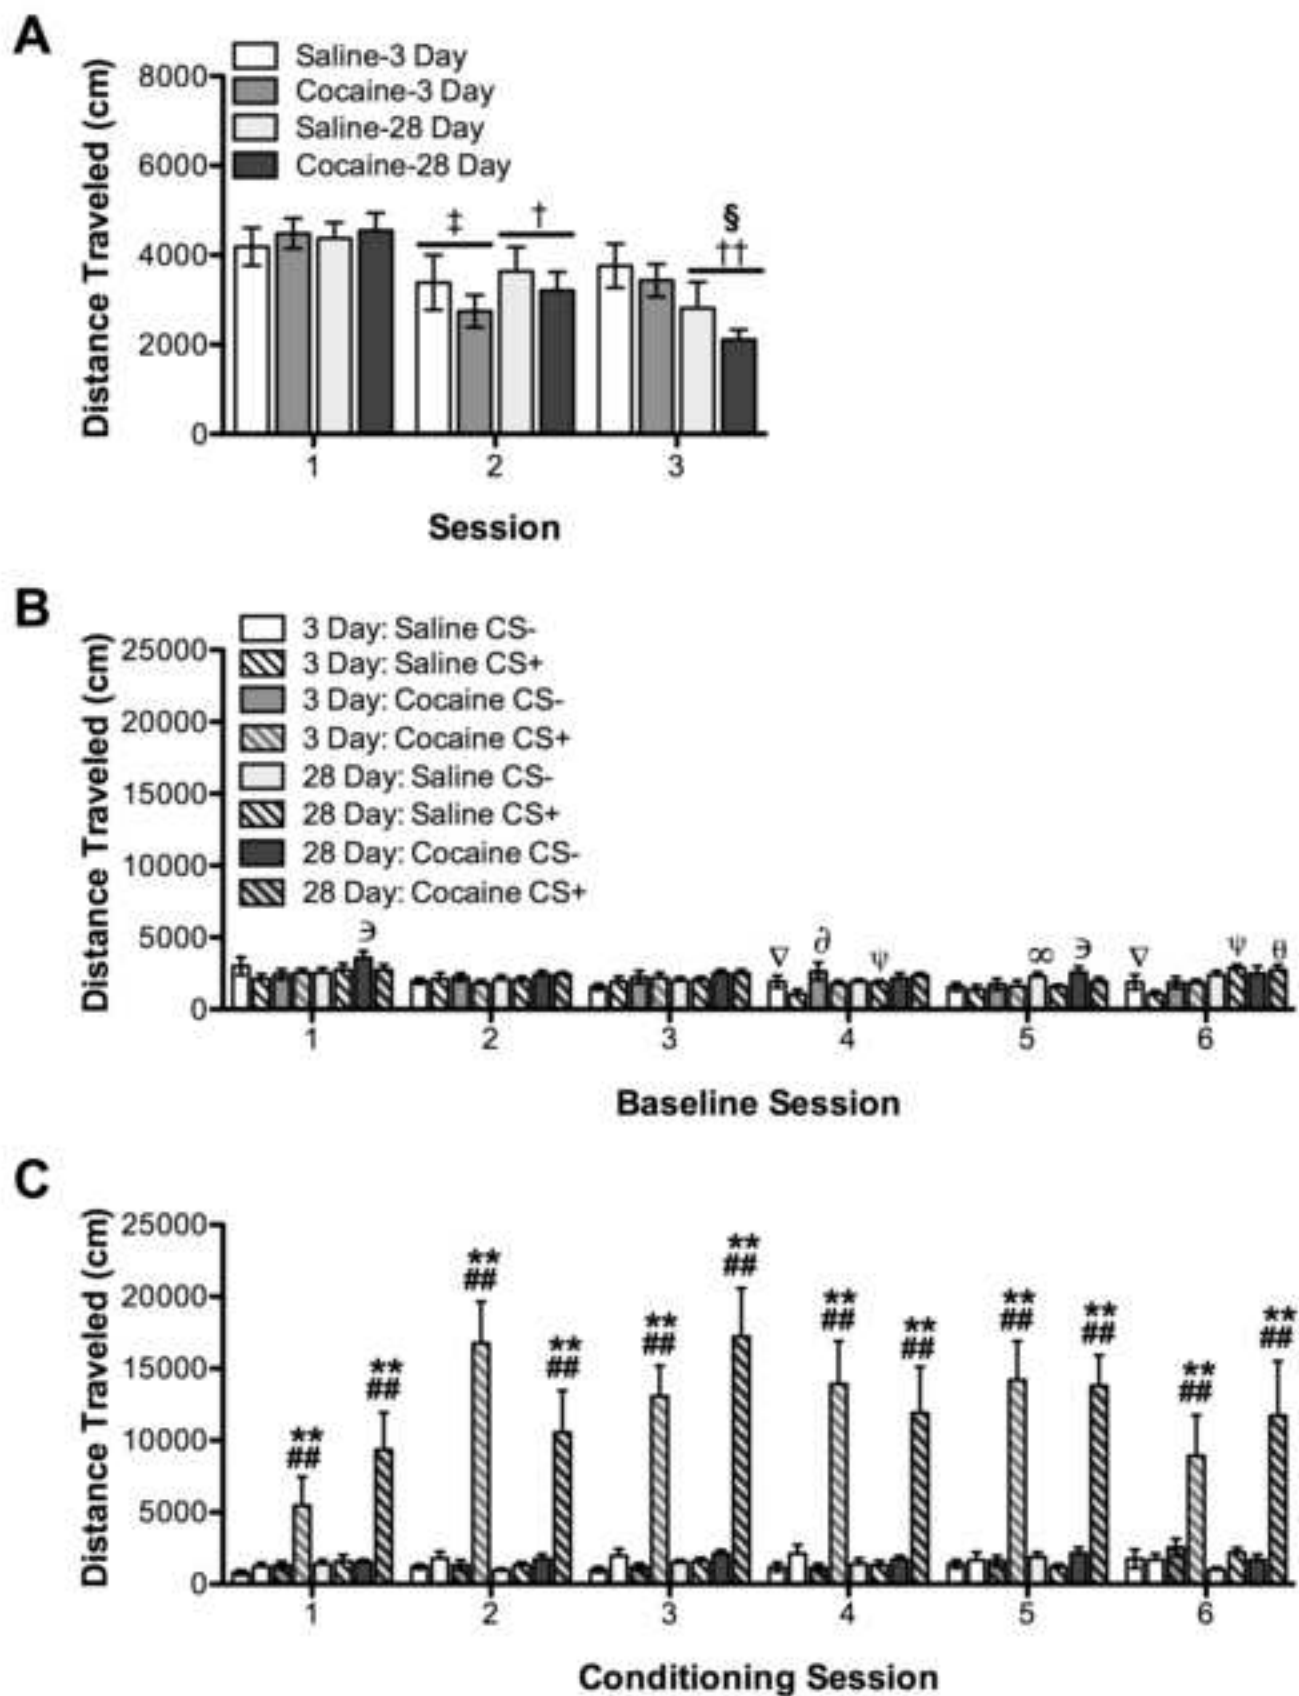 A
Saline-3 Day
Cocaine-3 Day
Saline-28 Day
Cocaine-28 Day
Distance Traveled (cm)
8000
6000
4000
2000
0
‡
†
§
††
1 2 3
Session
B
3 Day: Saline CS-
3 Day: Saline CS+
3 Day: Cocaine CS-
3 Day: Cocaine CS+
28 Day: Saline CS-
28 Day: Saline CS+
28 Day: Cocaine CS-
28 Day: Cocaine CS+
Distance Traveled (cm)
25000
20000
15000
10000
5000
0
϶ ∇ ∂ ψ ∞ ϶ ∇ ψ θ
1 2 3 4 5 6
Baseline Session
C
Distance Traveled (cm)
25000
20000
15000
10000
5000
0
** ** ** ** ** ** ** ** ** ** ** **
## ## ## ## ## ## ## ## ## ## ## ##
1 2 3 4 5 6
Conditioning Session